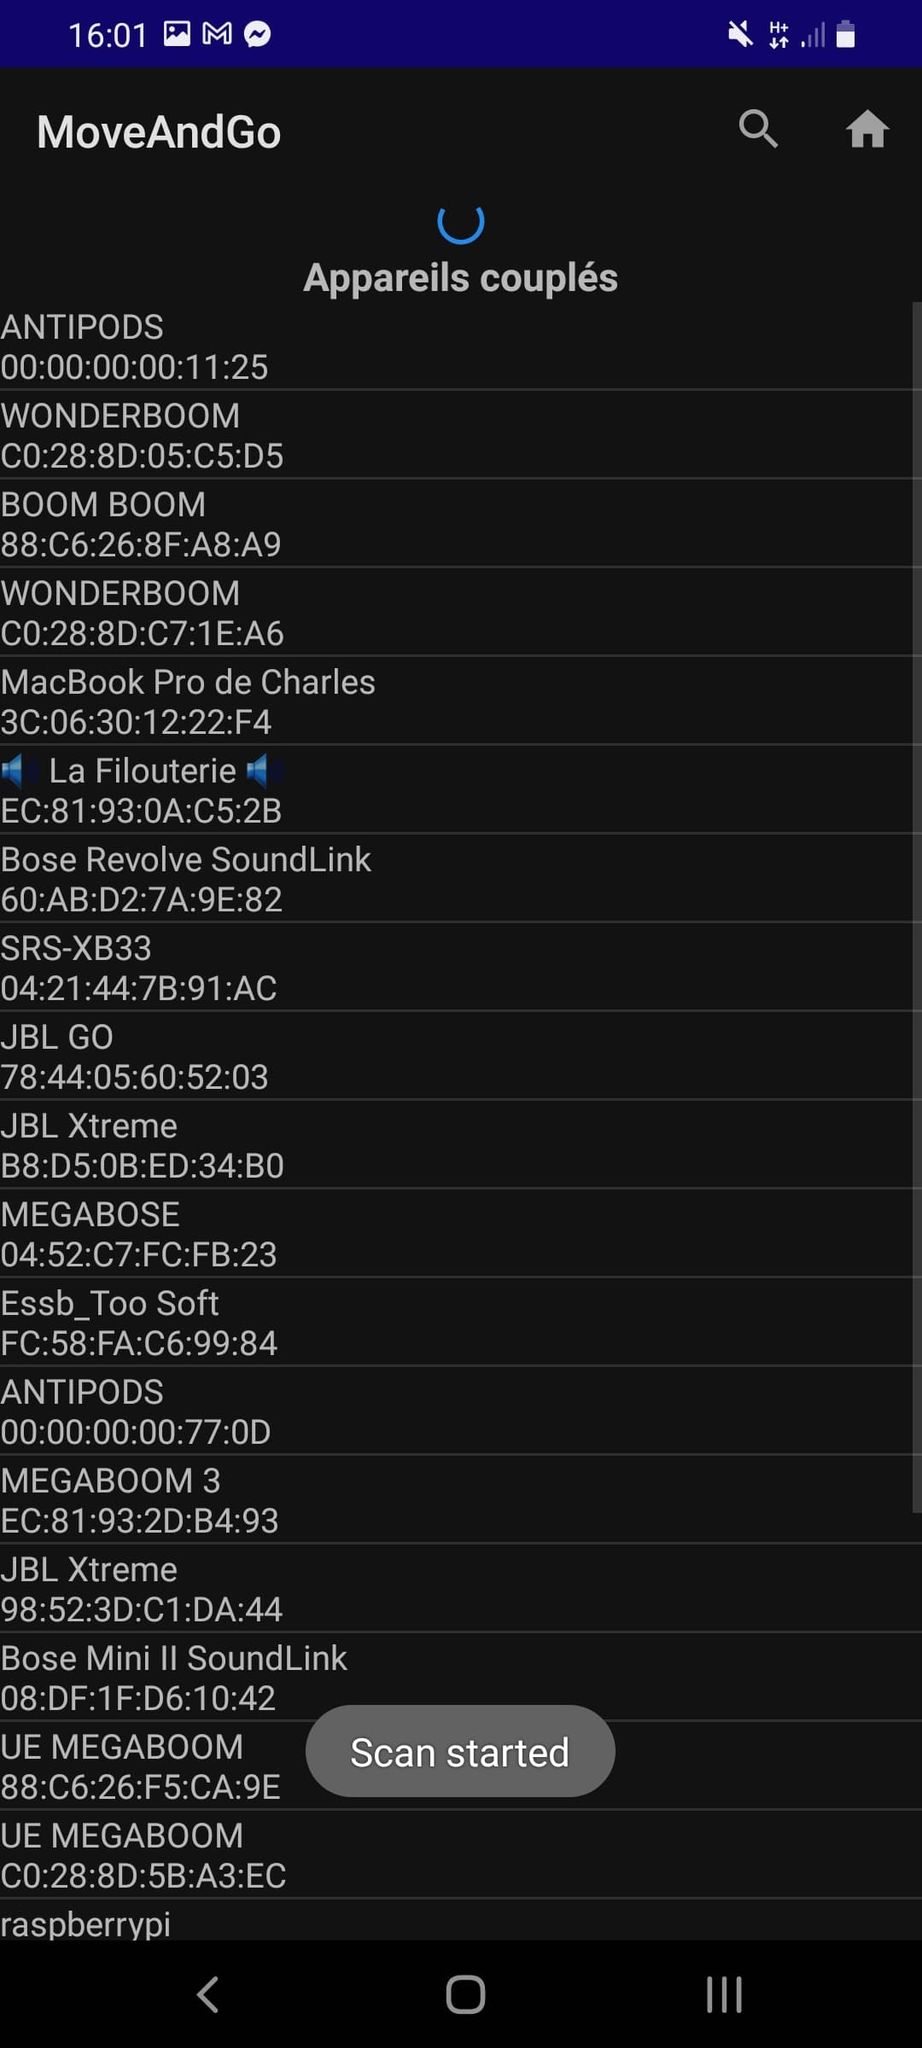 16:01
H+
MoveAndGo
Appareils couplés
ANTIPODS
00:00:00:00:11:25
WONDERBOOM
C0:28:8D:05:C5:D5
BOOM BOOM
88:C6:26:8F:A8:A9
WONDERBOOM
C0:28:8D:C7:1E:A6
MacBook Pro de Charles
3C:06:30:12:22:F4
🔊 La Filouterie 🔊
EC:81:93:0A:C5:2B
Bose Revolve SoundLink
60:AB:D2:7A:9E:82
SRS-XB33
04:21:44:7B:91:AC
JBL GO
78:44:05:60:52:03
JBL Xtreme
B8:D5:0B:ED:34:B0
MEGABOSE
04:52:C7:FC:FB:23
Essb_Too Soft
FC:58:FA:C6:99:84
ANTIPODS
00:00:00:00:77:0D
MEGABOOM 3
EC:81:93:2D:B4:93
JBL Xtreme
98:52:3D:C1:DA:44
Bose Mini II SoundLink
08:DF:1F:D6:10:42
UE MEGABOOM
88:C6:26:F5:CA:9E
Scan started
UE MEGABOOM
C0:28:8D:5B:A3:EC
raspberrypi